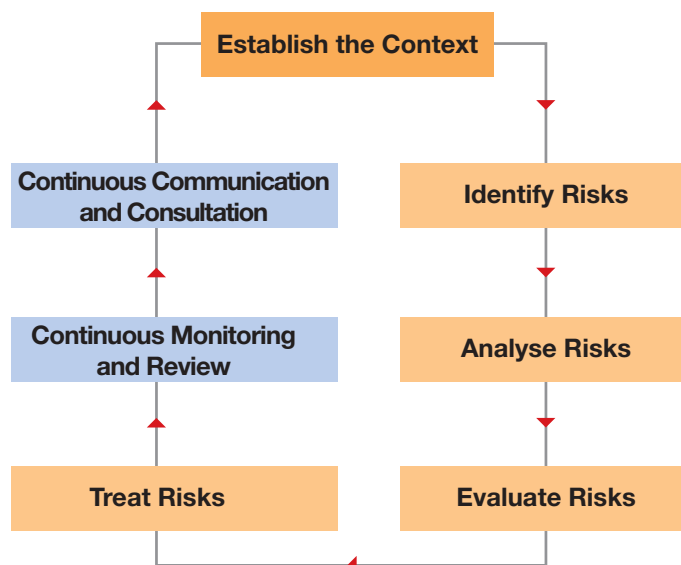 Establish the Context
Continuous Communication
and Consultation
Identify Risks
Continuous Monitoring
and Review
Analyse Risks
Treat Risks
Evaluate Risks